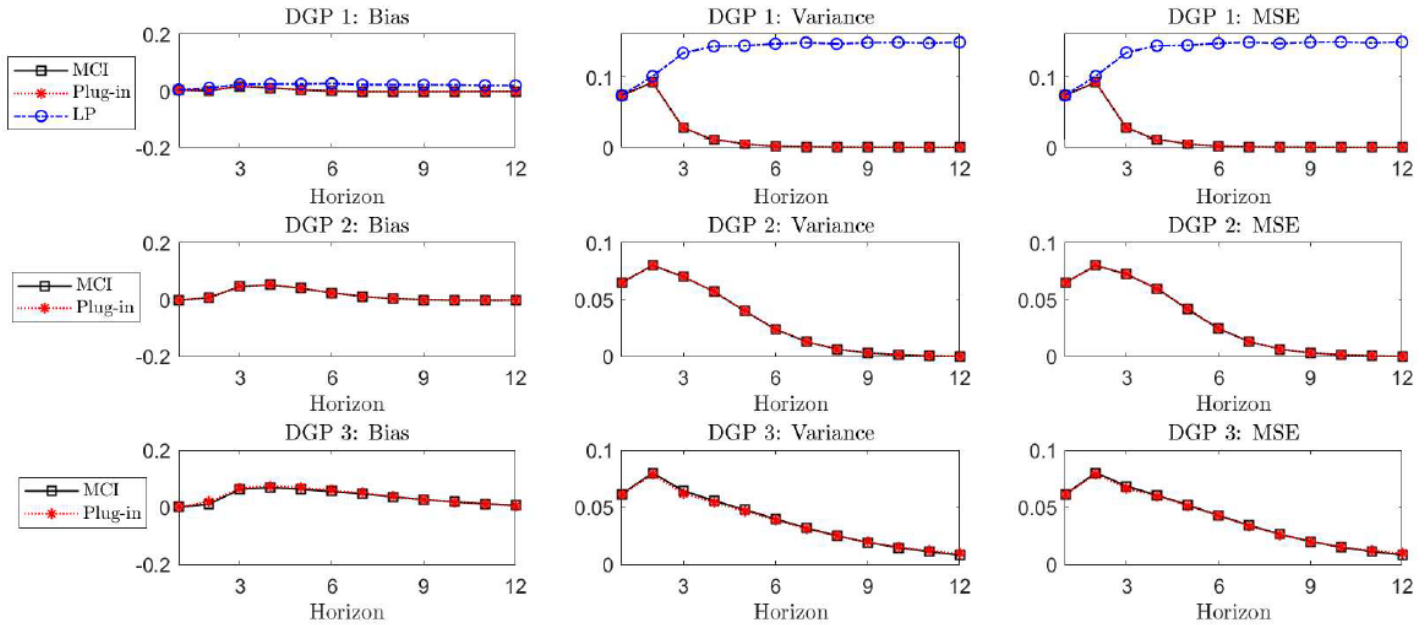 DGP 1: Bias
0.2
0
-0.2
3
6
9
12
Horizon
MCI
Plug-in
LP
DGP 1: Variance
0.1
0
3
6
9
12
Horizon
DGP 1: MSE
0.1
0
3
6
9
12
Horizon
DGP 2: Bias
0.2
0
-0.2
3
6
9
12
Horizon
MCI
Plug-in
DGP 2: Variance
0.1
0.05
0
3
6
9
12
Horizon
DGP 2: MSE
0.1
0.05
0
3
6
9
12
Horizon
DGP 3: Bias
0.2
0
-0.2
3
6
9
12
Horizon
MCI
Plug-in
DGP 3: Variance
0.1
0.05
0
3
6
9
12
Horizon
DGP 3: MSE
0.1
0.05
0
3
6
9
12
Horizon